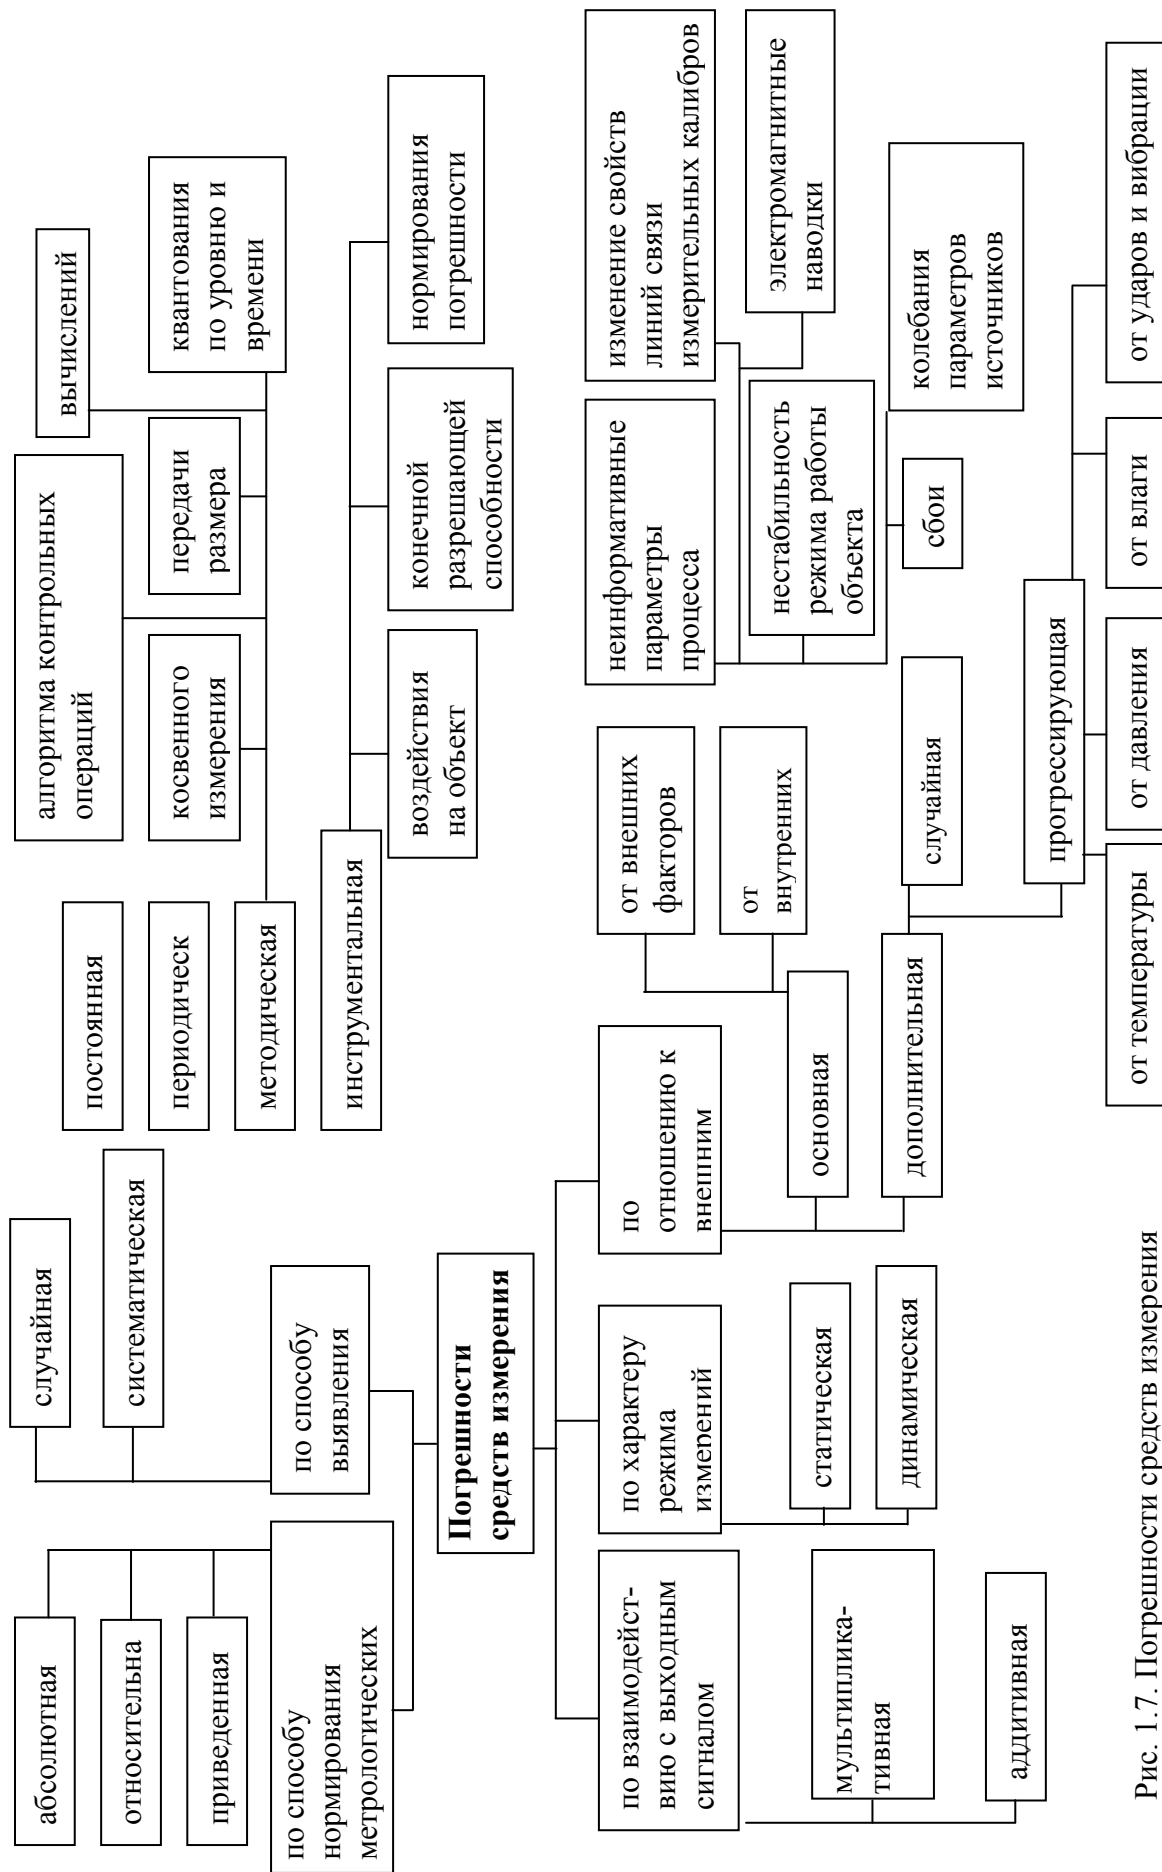 абсолютная
относительна
приведенная
по способу
нормирования
метрологических
случайная
систематическая
по способу
выявления
постоянная
периодическ
методическая
инструментальная
алгоритма контрольных
операций
вычислений
косвенного
измерения
передачи
размера
квантования
по уровню и
времени
воздействия
на объект
конечной
разрешающей
способности
нормирования
погрешности
Погрешности
средств измерения
по взаимодейст-
вию с выходным
сигналом
мультиплика-
тивная
аддитивная
по характеру
режима
измерений
статическая
динамическая
по
отношению к
внешним
основная
дополнительная
от внешних
факторов
от
внутренних
случайная
прогрессирующая
неинформативные
параметры
процесса
изменение свойств
линий связи
измерительных калибров
нестабильность
режима работы
объекта
электромагнитные
наводки
сбои
колебания
параметров
источников
от температуры
от давления
от влаги
от ударов и вибрации
Рис. 1.7. Погрешности средств измерения